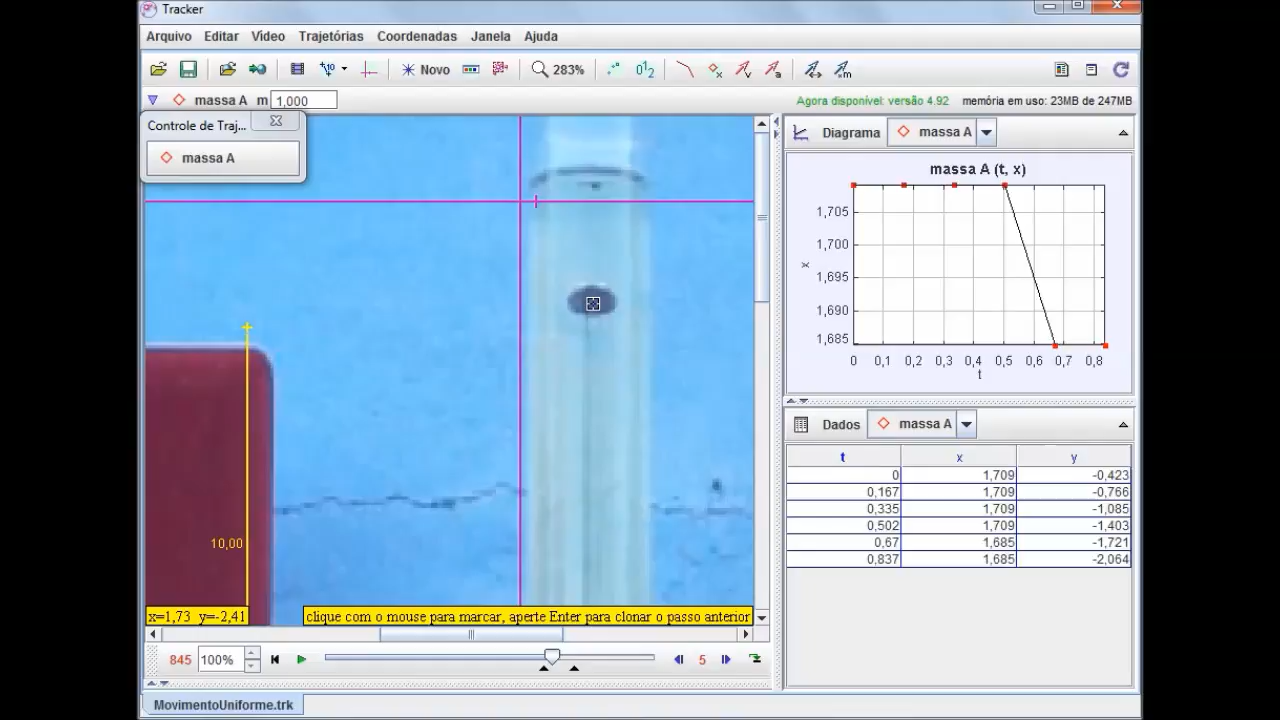 Tracker
Arquivo Editar Vídeo Trajetórias Coordenadas Janela Ajuda
Novo 283%
massa A m 1,000
Agora disponível: versão 4.92 memória em uso: 23MB de 247MB
Controle de Traj...
massa A
Diagrama massa A
massa A (t, x)
1,705
1,700
1,695
1,690
1,685
x
0 0,1 0,2 0,3 0,4 0,5 0,6 0,7 0,8
t
Dados massa A
t x y
0 1,709 -0,423
0,167 1,709 -0,766
0,335 1,709 -1,085
0,502 1,709 -1,403
0,67 1,685 -1,721
0,837 1,685 -2,064
10,00
x=1,73 y=-2,41
clique com o mouse para marcar, aperte Enter para clonar o passo anterior
845 100% 5
MovimentoUniforme.trk